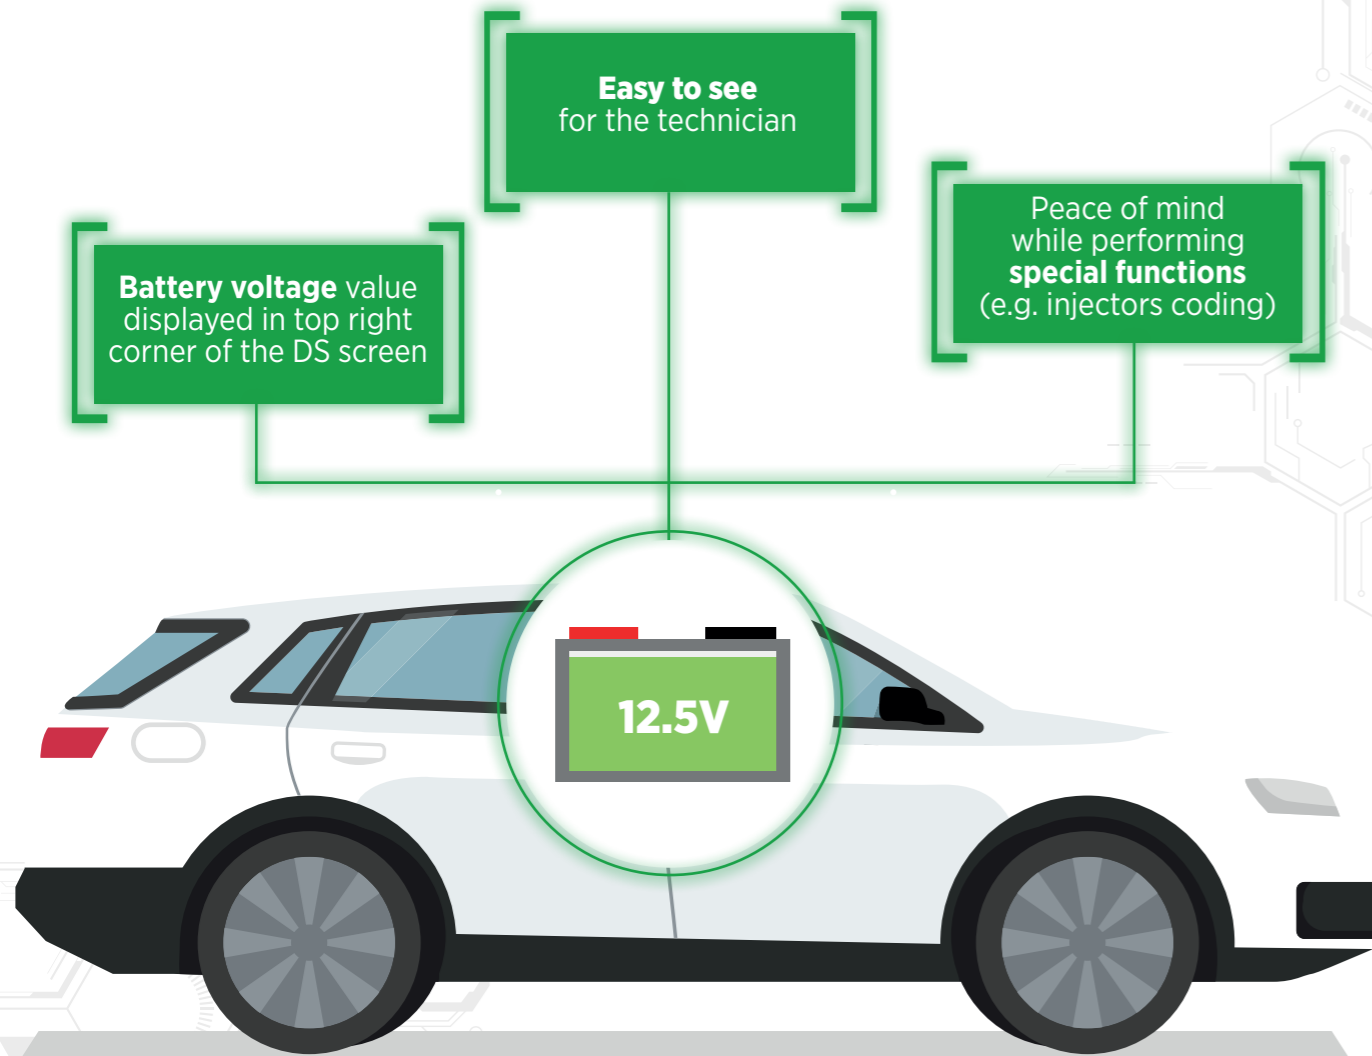 Easy to see
for the technician
Battery voltage value
displayed in top right
corner of the DS screen
Peace of mind
while performing
special functions
(e.g. injectors coding)
12.5V